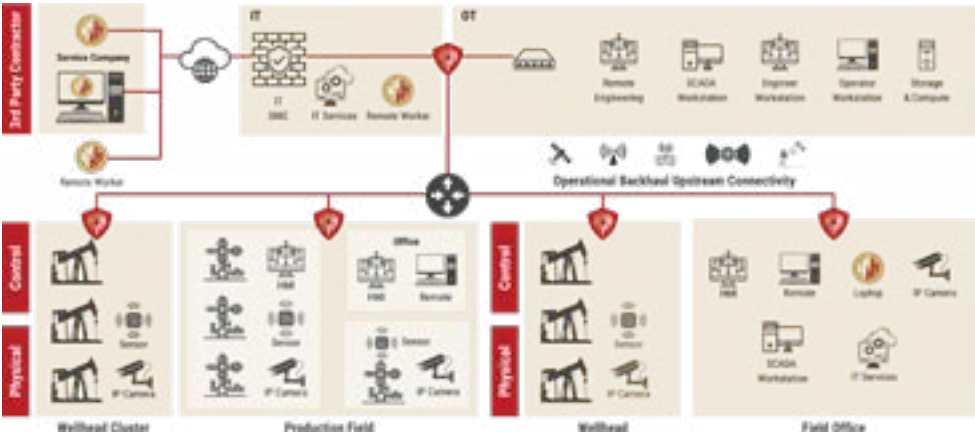 3rd Party Contractor
Service Company
Remote Worker
IT
IT
DMZ
IT Services
Remote Worker
OT
Remote
Engineering
SCADA
Workstation
Engineer
Workstation
Operator
Workstation
Storage
& Compute
Operational Backhaul Upstream Connectivity
Control
Physical
Sensor
IP Camera
Wellhead Cluster
HMI
Sensor
IP Camera
Office
HMI
Remote
Sensor
IP Camera
Production Field
Control
Physical
Sensor
IP Camera
Wellhead
HMI
Remote
Laptop
IP Camera
SCADA
Workstation
IT Services
Field Office